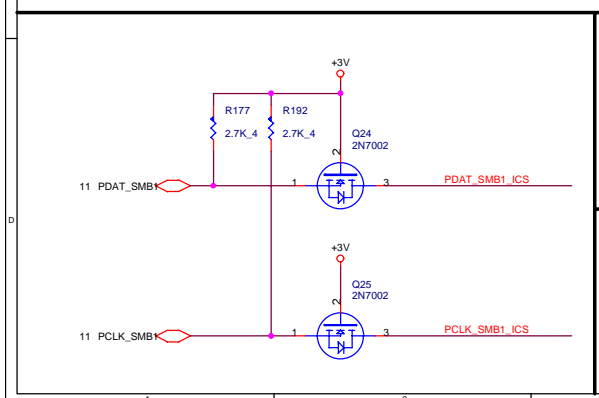 +3V
R177
R192
2.7K_4
2.7K_4
Q24
2N7002
2
11 PDAT_SMB1
1
3
PDAT_SMB1_ICS
D
+3V
Q25
2N7002
2
11 PCLK_SMB1
1
3
PCLK_SMB1_ICS